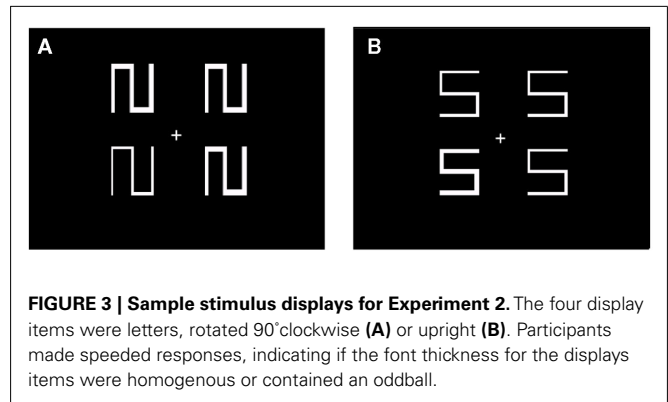 A
B
S S
S S
S S
S S
FIGURE 3 | Sample stimulus displays for Experiment 2. The four display
items were letters, rotated 90˚clockwise (A) or upright (B). Participants
made speeded responses, indicating if the font thickness for the displays
items were homogenous or contained an oddball.